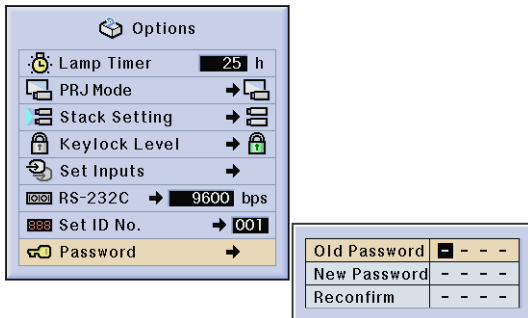 Options
Lamp Timer 25 h
PRJ Mode
Stack Setting
Keylock Level
Set Inputs
RS-232C 9600 bps
888 Set ID No. 001
Password
Old Password - - - -
New Password - - - -
Reconfirm - - - -